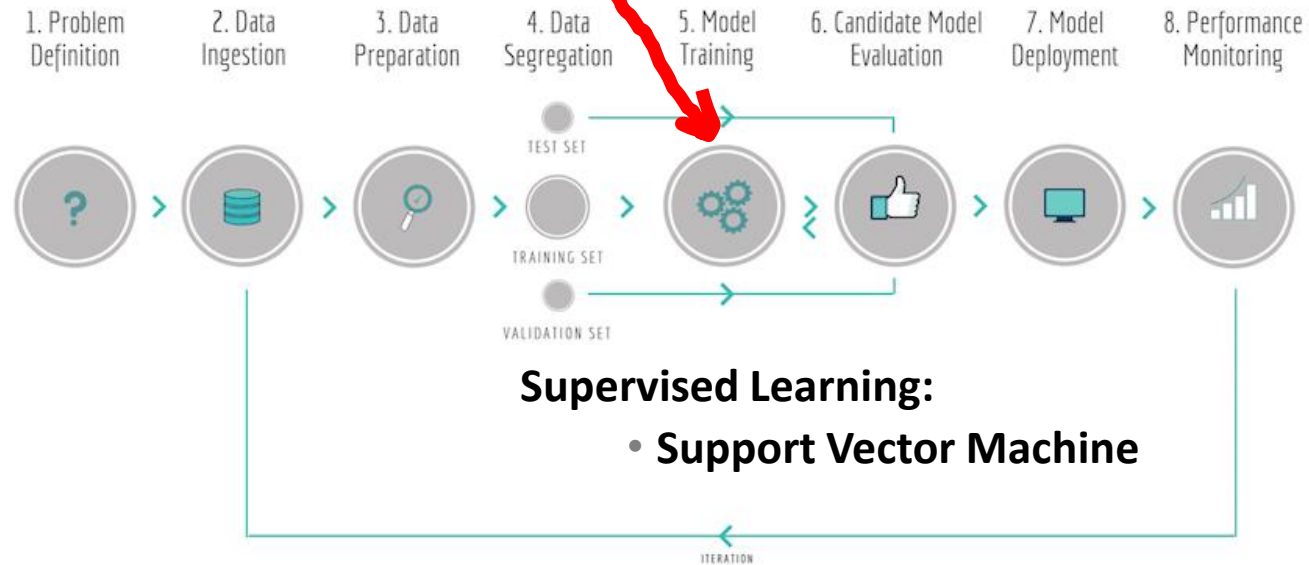 1. Problem
Definition
2. Data
Ingestion
3. Data
Preparation
4. Data
Segregation
5. Model
Training
6. Candidate Model
Evaluation
7. Model
Deployment
8. Performance
Monitoring
TEST SET
TRAINING SET
VALIDATION SET
Supervised Learning:
• Support Vector Machine
ITERATION